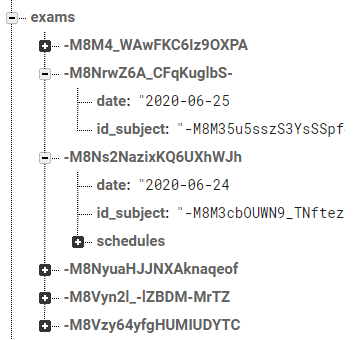 exams
-M8M4_WAwFKC6Iz9OXPA
-M8NrwZ6A_CFqKuglbS-
date: "2020-06-25
id_subject: "-M8M35u5sszS3YsSSpf
-M8Ns2NazixKQ6UXhWJh
date: "2020-06-24
id_subject: "-M8M3cbOUWN9_TNftez
schedules
-M8NyuaHJJNXAknaqeof
-M8Vyn2l_-lZBDM-MrTZ
-M8Vzy64yfgHUMIUDYTC